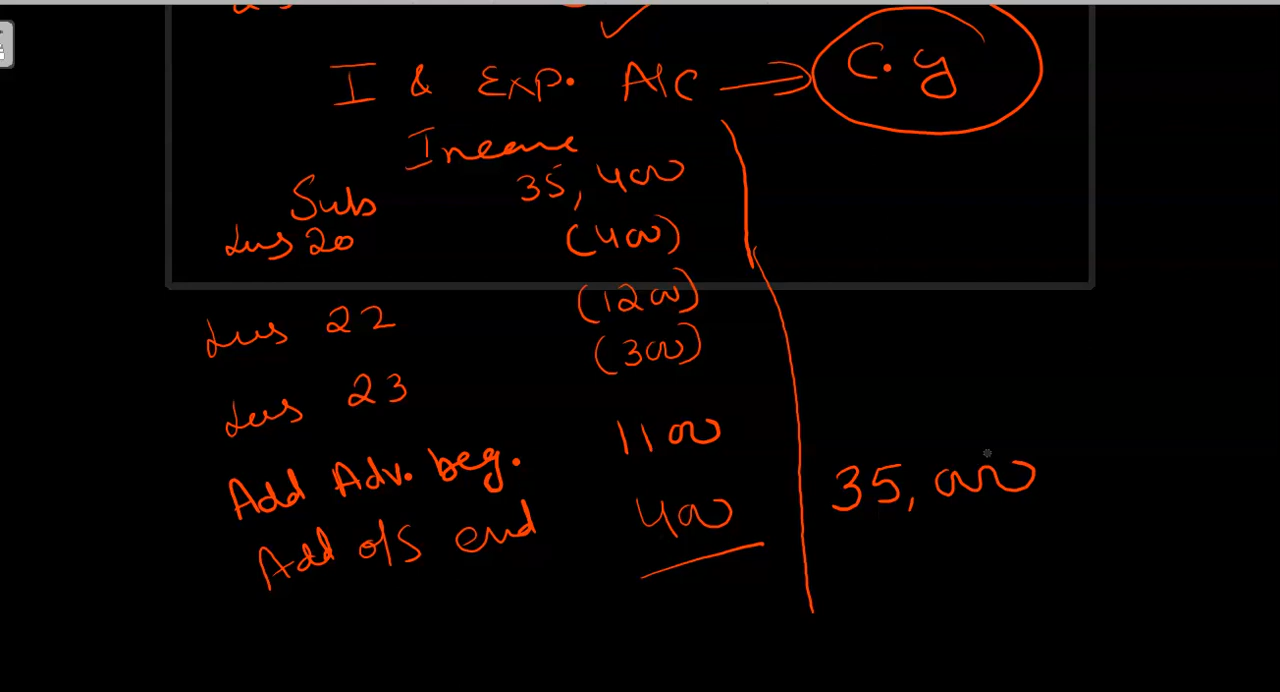 I & Exp. A/C ⟹ C.y
Income
Subs 35,400
Less 20 (400)
Less 22 (1200)
Less 23 (300)
Add Adv. beg. 1100
Add o/s end 400
35,000